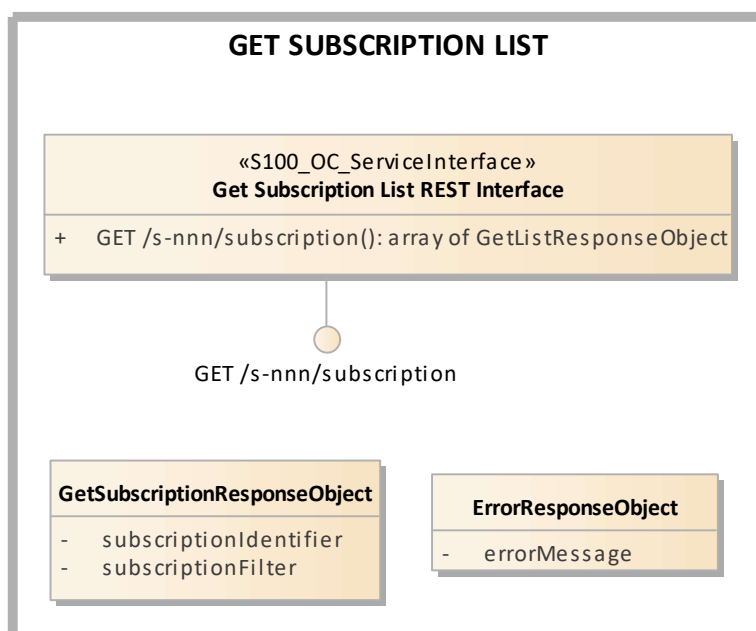 GET SUBSCRIPTION LIST
«S100_OC_ServiceInterface»
Get Subscription List REST Interface
+ GET /s-nnn/subscription(): array of GetListResponseObject
GET /s-nnn/subscription
GetSubscriptionResponseObject
- subscriptionIdentifier
- subscriptionFilter
ErrorResponseObject
- errorMessage